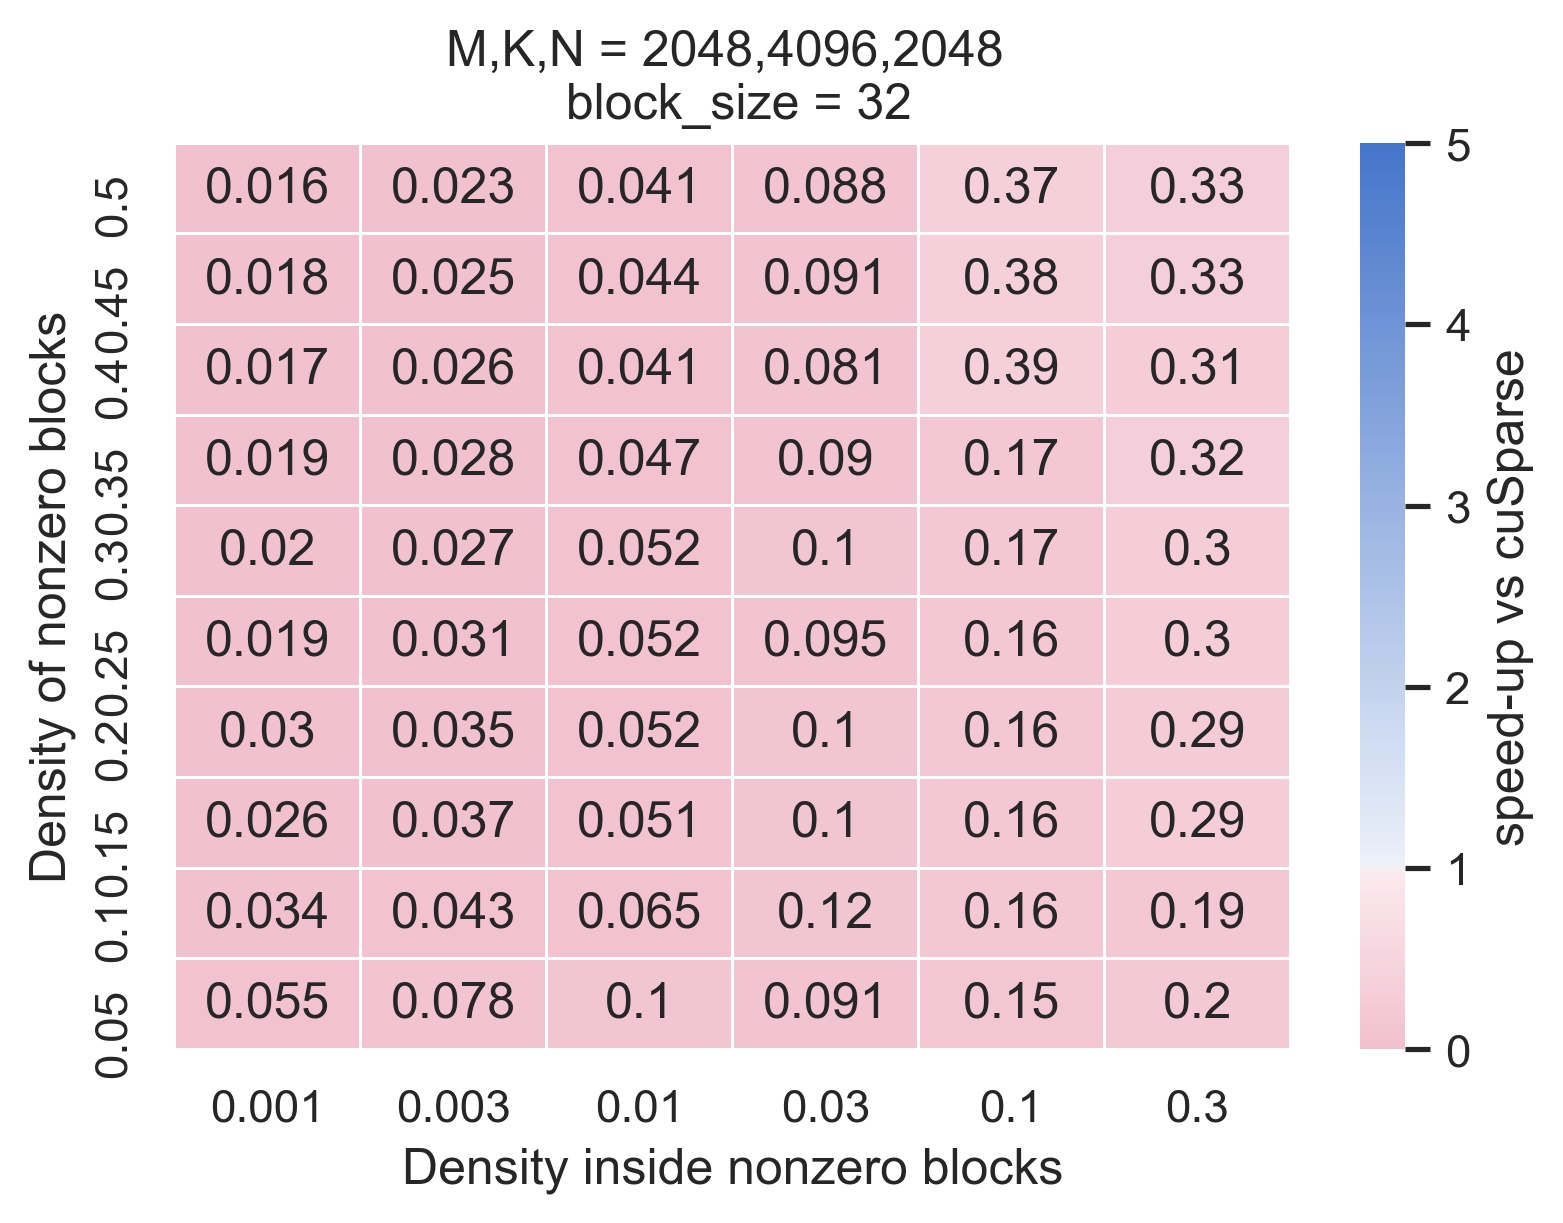 M,K,N = 2048,4096,2048
block_size = 32
Density of nonzero blocks
0.5 0.016 0.023 0.041 0.088 0.37 0.33
0.45 0.018 0.025 0.044 0.091 0.38 0.33
0.4 0.017 0.026 0.041 0.081 0.39 0.31
0.35 0.019 0.028 0.047 0.09 0.17 0.32
0.3 0.02 0.027 0.052 0.1 0.17 0.3
0.25 0.019 0.031 0.052 0.095 0.16 0.3
0.2 0.03 0.035 0.052 0.1 0.16 0.29
0.15 0.026 0.037 0.051 0.1 0.16 0.29
0.1 0.034 0.043 0.065 0.12 0.16 0.19
0.05 0.055 0.078 0.1 0.091 0.15 0.2
0.001 0.003 0.01 0.03 0.1 0.3
Density inside nonzero blocks
5
4
3
2
1
0
speed-up vs cuSparse